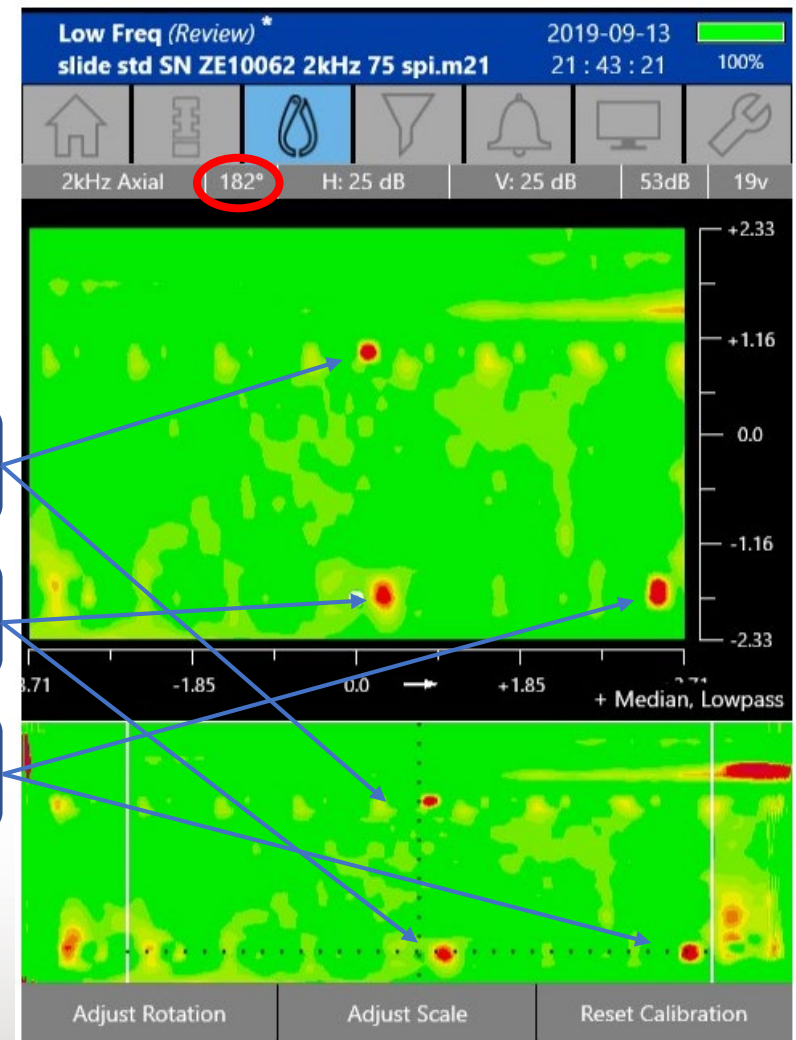 Low Freq (Review) * 2019-09-13
slide std SN ZE10062 2kHz 75 spi.m21 21 : 43 : 21 100%
2kHz Axial 182° H: 25 dB V: 25 dB 53dB 19v
+2.33
+1.16
0.0
-1.16
-2.33
-1.85 0.0 +1.85
+ Median, Lowpass
Adjust Rotation Adjust Scale Reset Calibration